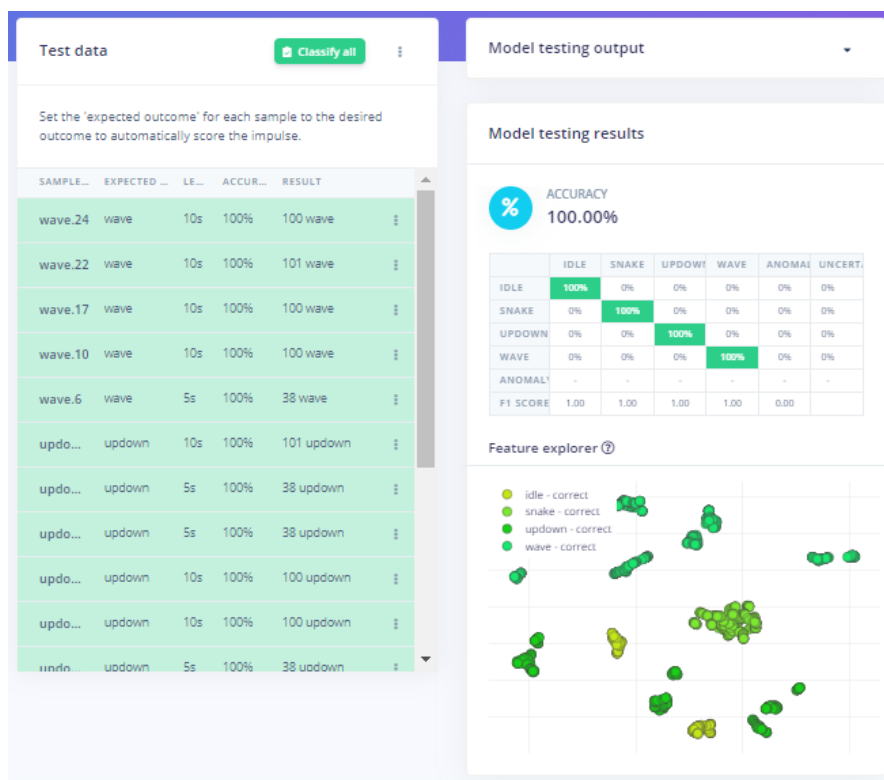 Test data
Classify all
Set the 'expected outcome' for each sample to the desired
outcome to automatically score the impulse.
SAMPLE... EXPECTED ... LE... ACCUR... RESULT
wave.24 wave 10s 100% 100 wave
wave.22 wave 10s 100% 101 wave
wave.17 wave 10s 100% 100 wave
wave.10 wave 10s 100% 100 wave
wave.6 wave 5s 100% 38 wave
updo... updown 10s 100% 101 updown
updo... updown 5s 100% 38 updown
updo... updown 5s 100% 38 updown
updo... updown 10s 100% 100 updown
updo... updown 10s 100% 100 updown
updo... updown 5s 100% 38 updown
Model testing output
Model testing results
%
ACCURACY
100.00%
IDLE SNAKE UPDOWN WAVE ANOMAL UNCERTA
IDLE 100% 0% 0% 0% 0% 0%
SNAKE 0% 100% 0% 0% 0% 0%
UPDOWN 0% 0% 100% 0% 0% 0%
WAVE 0% 0% 0% 100% 0% 0%
ANOMALY - - - - - -
F1 SCORE 1.00 1.00 1.00 1.00 0.00
Feature explorer ?
idle - correct
snake - correct
updown - correct
wave - correct